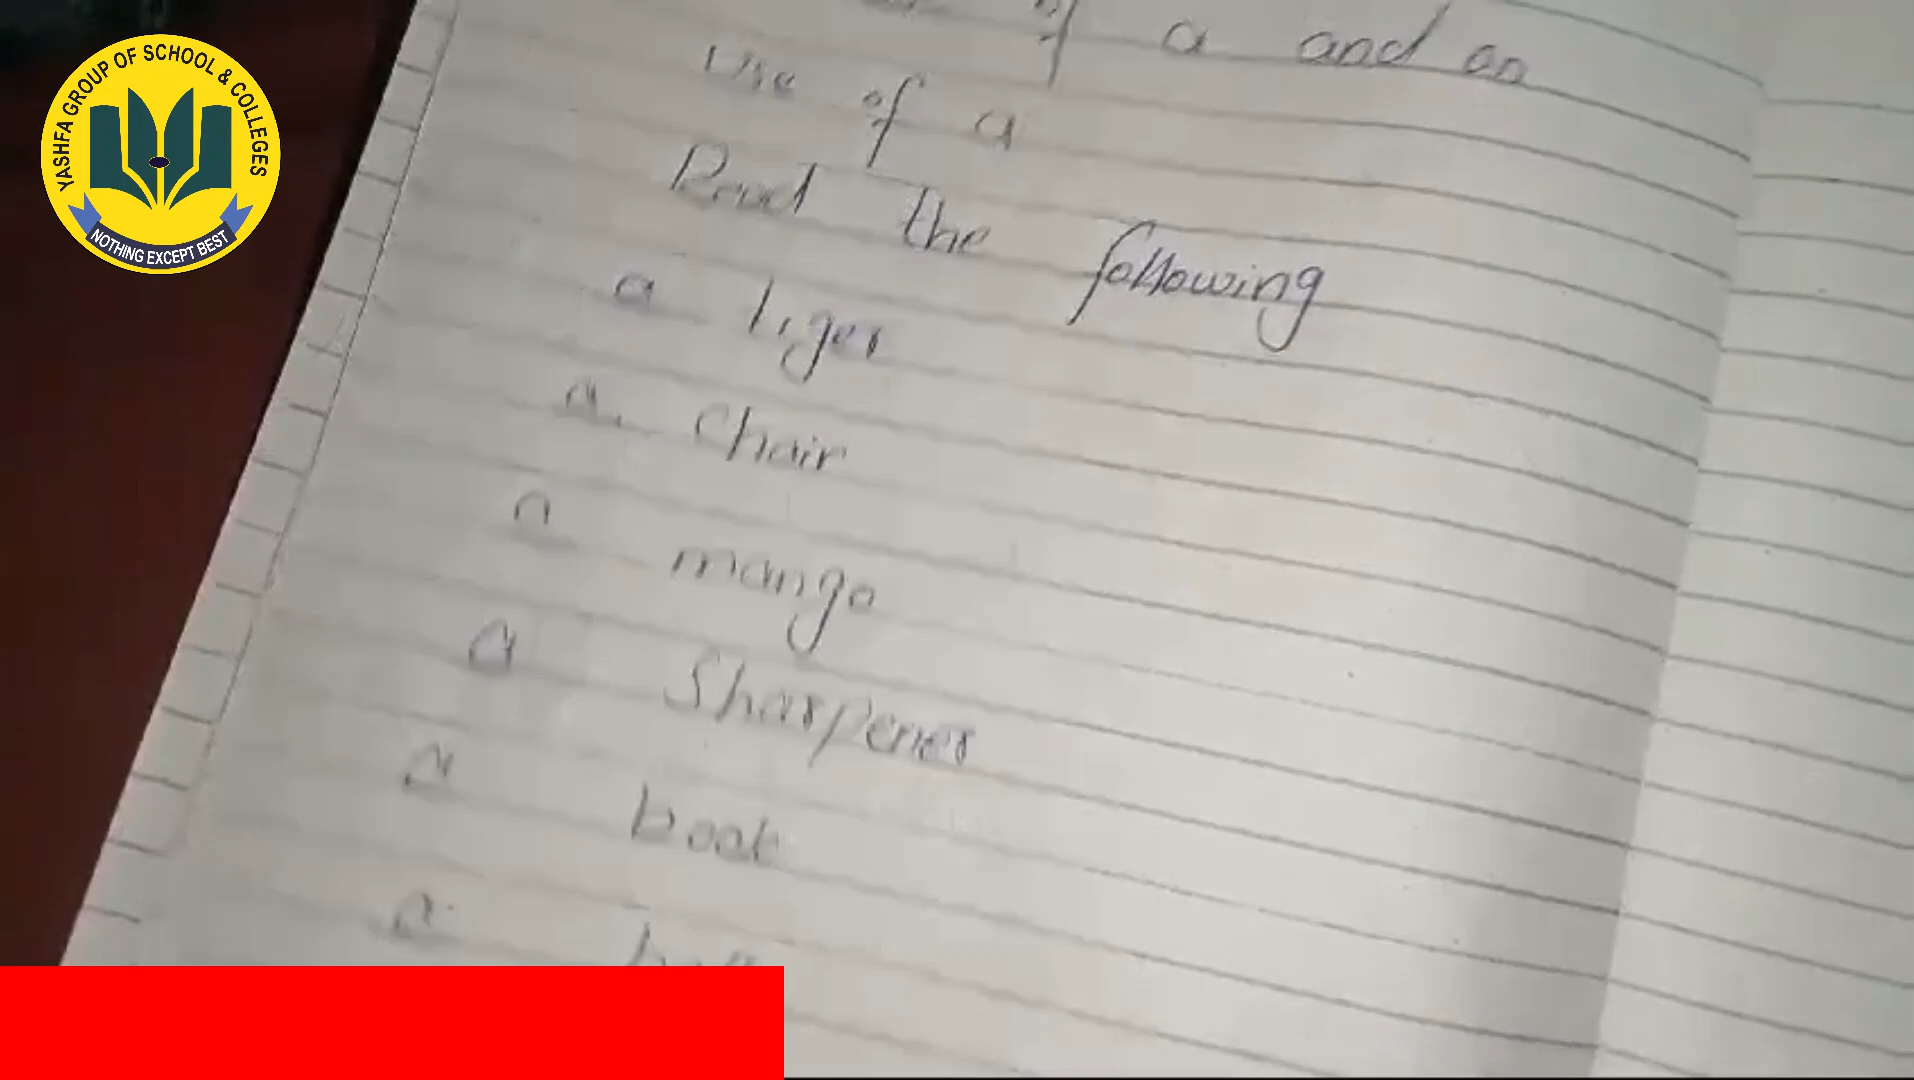 YASHFA GROUP OF SCHOOL & COLLEGES
NOTHING EXCEPT BEST
of a and an
Use of a
Read the following
a tiger
a chair
a mango
a Sharpener
a book
a